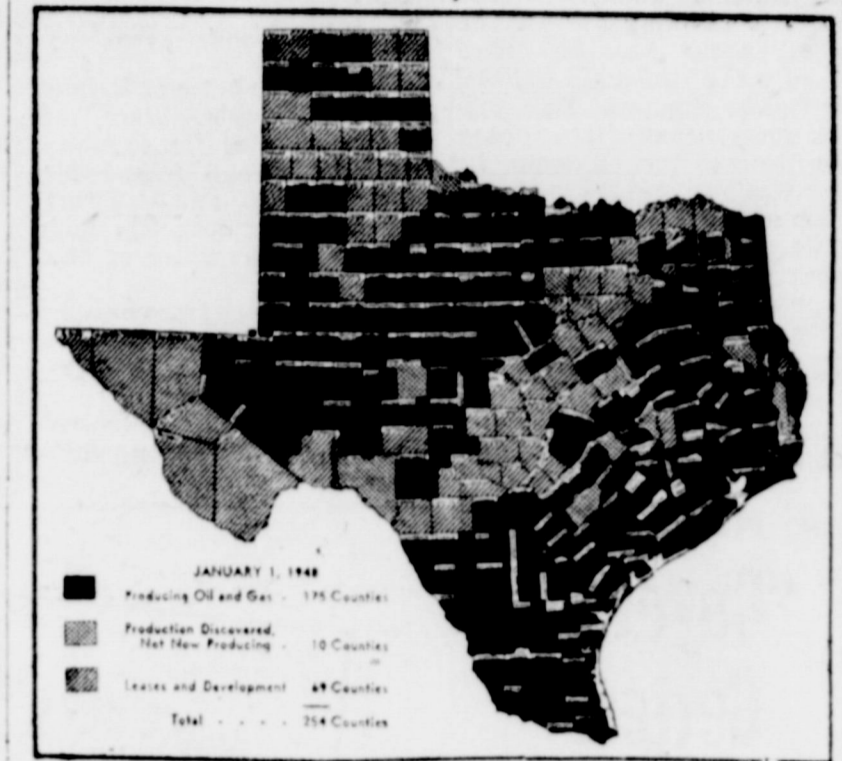 JANUARY 1, 1948
Producing Oil and Gas - 175 Counties
Production Discovered,
Not Now Producing - 10 Counties
Leases and Development 69 Counties
Total - - - - 254 Counties